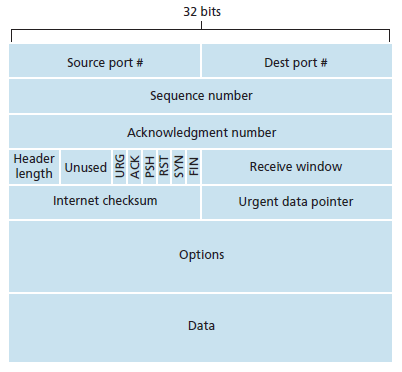 32 bits
Source port #
Dest port #
Sequence number
Acknowledgment number
Header
length
Unused
URG
ACK
PSH
RST
SYN
FIN
Receive window
Internet checksum
Urgent data pointer
Options
Data